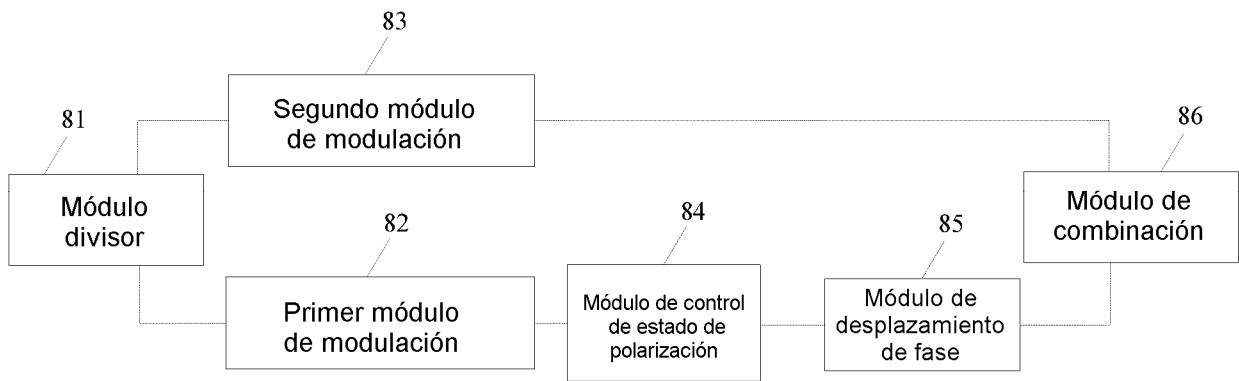 83
Segundo módulo
de modulación
81
Módulo
divisor
86
Módulo de
combinación
82
Primer módulo
de modulación
84
Módulo de control
de estado de
polarización
85
Módulo de
desplazamiento
de fase